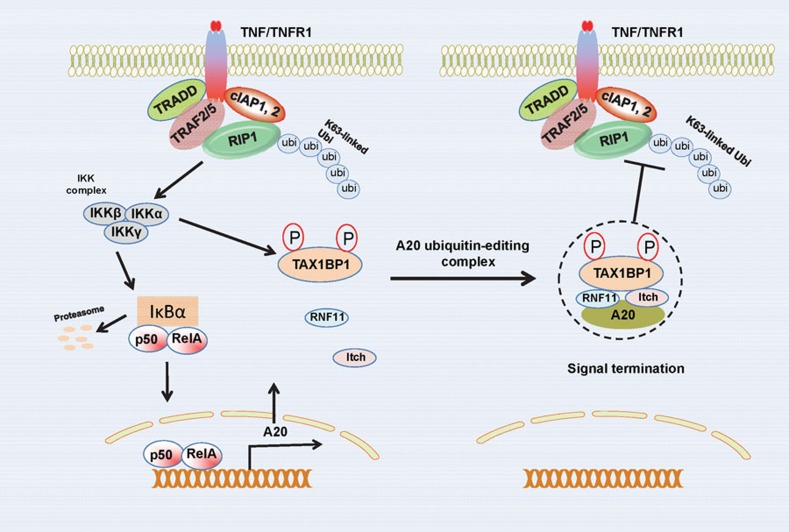 TNF/TNFR1
TRADD
cIAP1, 2
TRAF2/5
RIP1
K63-linked
Ubi
ubi
ubi
ubi
ubi
ubi
IKK
complex
IKKβ
IKKα
IKKγ
P
P
TAX1BP1
Proteasome
IκBα
p50
RelA
RNF11
Itch
A20
p50
RelA
A20 ubiquitin-editing
complex
TNF/TNFR1
TRADD
cIAP1, 2
TRAF2/5
RIP1
K63-linked Ubl
ubi
ubi
ubi
ubi
ubi
P
P
TAX1BP1
RNF11
Itch
A20
Signal termination